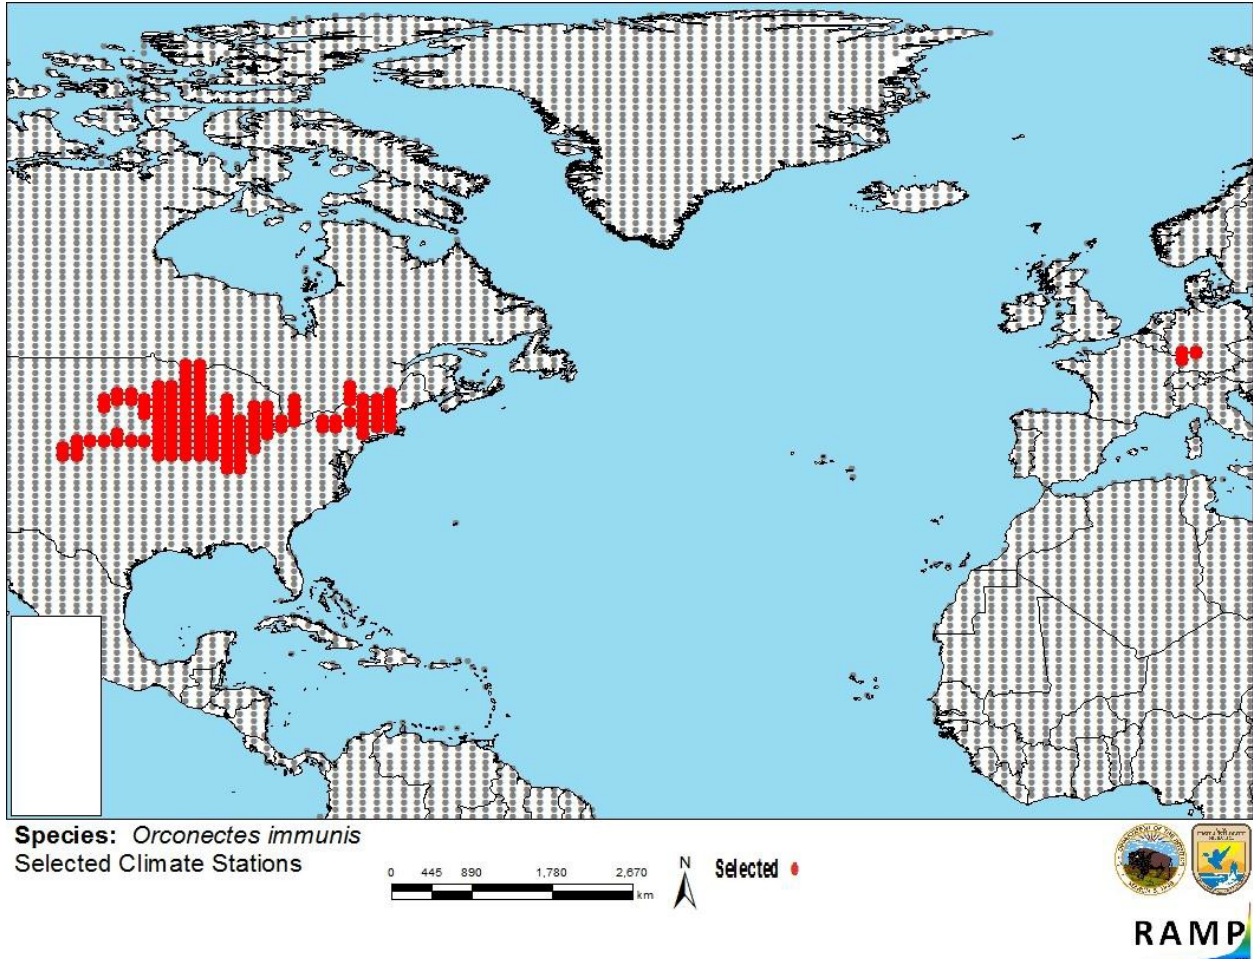 Species: Orconectes immunis
Selected Climate Stations
0 445 890 1,780 2,670
km
N
Selected
RAMP